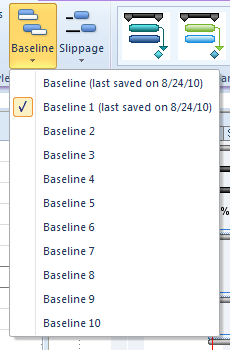 Baseline
Slippage
Baseline (last saved on 8/24/10)
Baseline 1 (last saved on 8/24/10)
Baseline 2
Baseline 3
Baseline 4
Baseline 5
Baseline 6
Baseline 7
Baseline 8
Baseline 9
Baseline 10
%